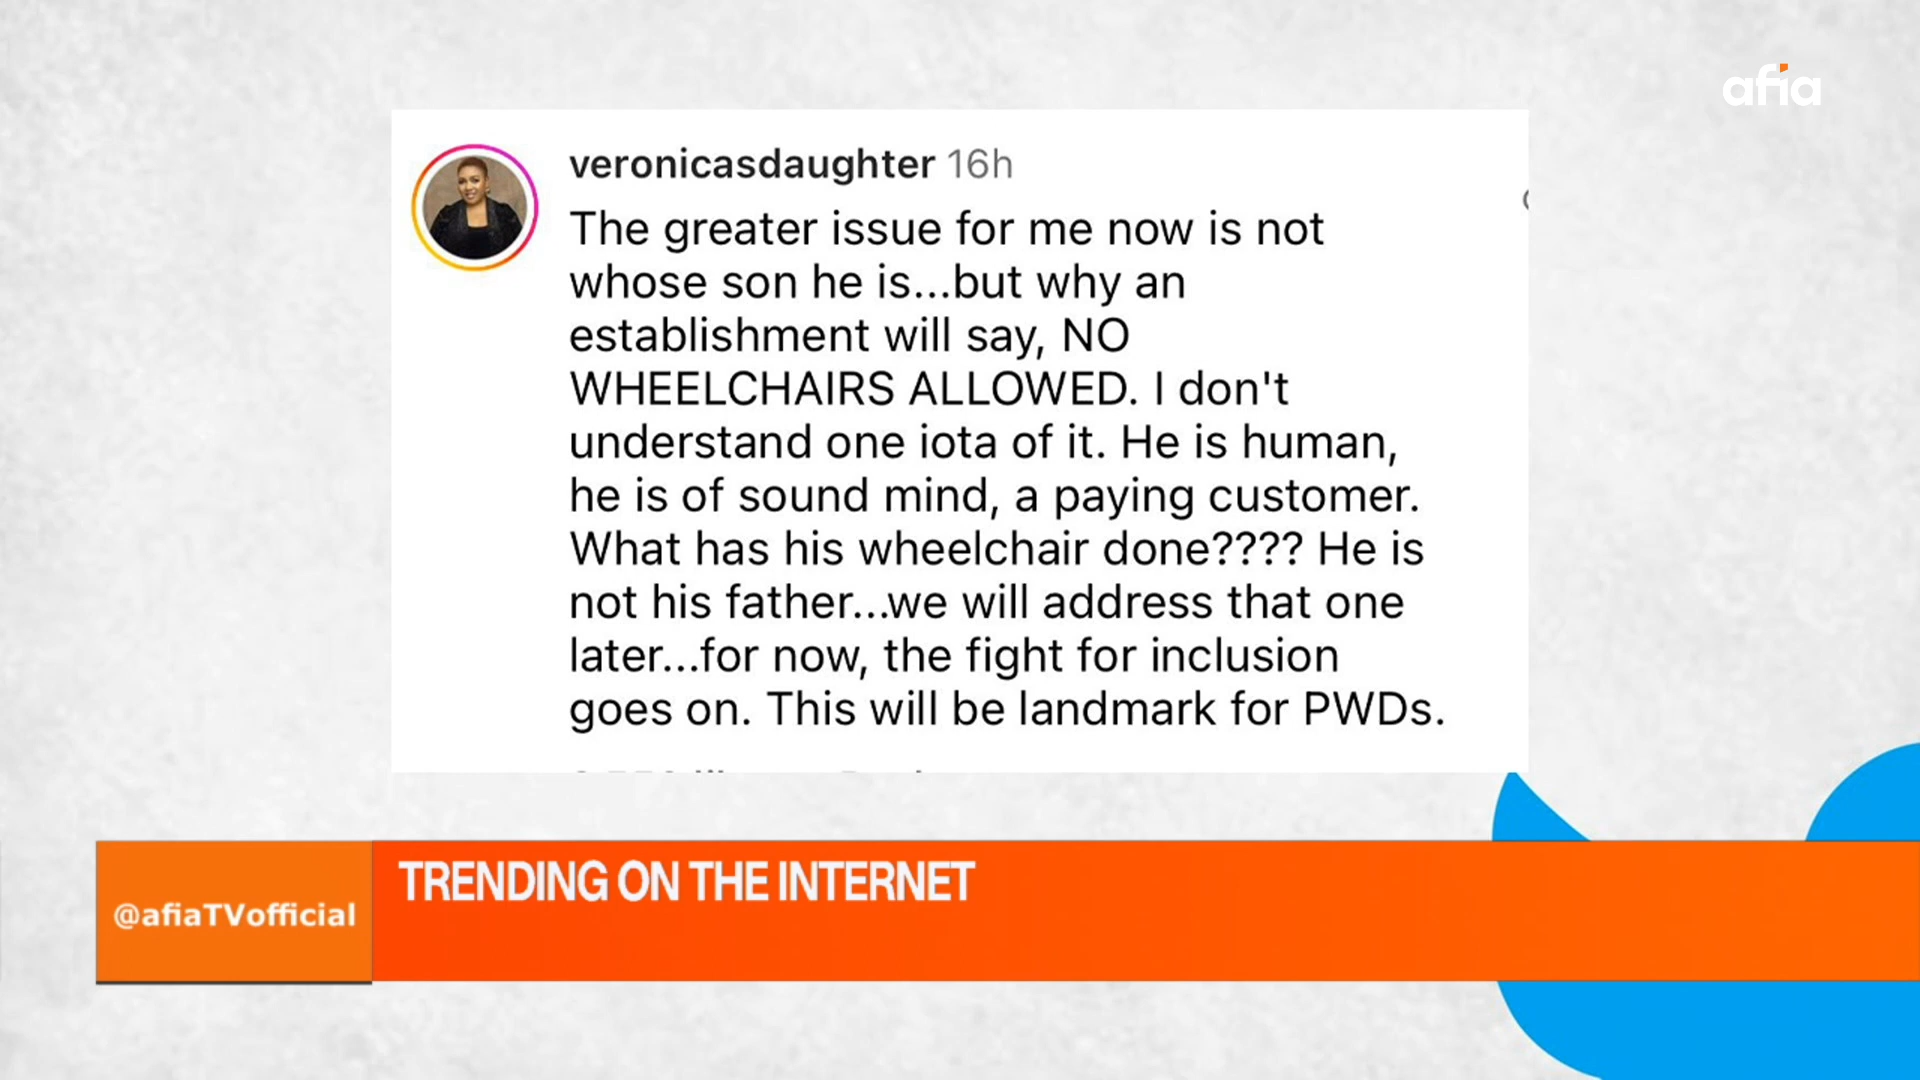 afia
veronicasdaughter 16h
The greater issue for me now is not
whose son he is...but why an
establishment will say, NO
WHEELCHAIRS ALLOWED. I don't
understand one iota of it. He is human,
he is of sound mind, a paying customer.
What has his wheelchair done???? He is
not his father...we will address that one
later...for now, the fight for inclusion
goes on. This will be landmark for PWDs.
TRENDING ON THE INTERNET
@afiaTVofficial